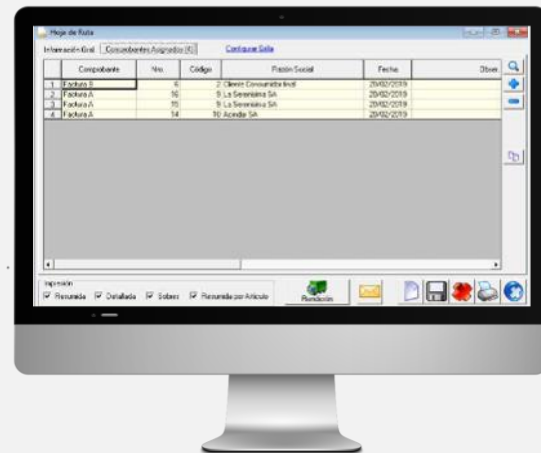 Hoja de Ruta
Información Gral. Comprobantes Asignados (4) Configurar Grilla
Comprobante Nro. Código Razón Social Fecha Obser.
1 Factura B 6 2 Cliente Consumidor final 20/02/2019
2 Factura A 16 9 La Serenísima SA 20/02/2019
3 Factura A 15 9 La Serenísima SA 20/02/2019
4 Factura A 14 10 Acindar SA 20/02/2019
Impresión
Resumida Detallada Sobres Resumida por Artículo Rendición